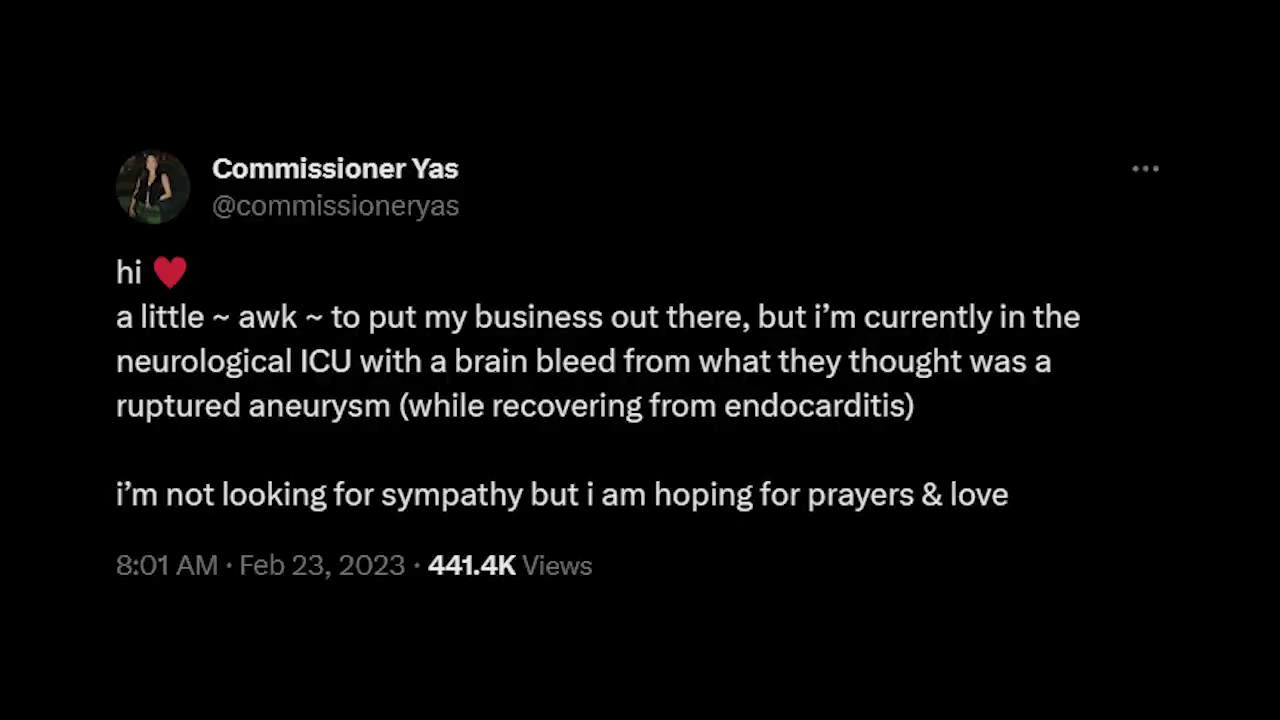 Commissioner Yas
@commissioneryas
hi ♥
a little ~ awk ~ to put my business out there, but i’m currently in the
neurological ICU with a brain bleed from what they thought was a
ruptured aneurysm (while recovering from endocarditis)
i’m not looking for sympathy but i am hoping for prayers & love
8:01 AM · Feb 23, 2023 · 441.4K Views